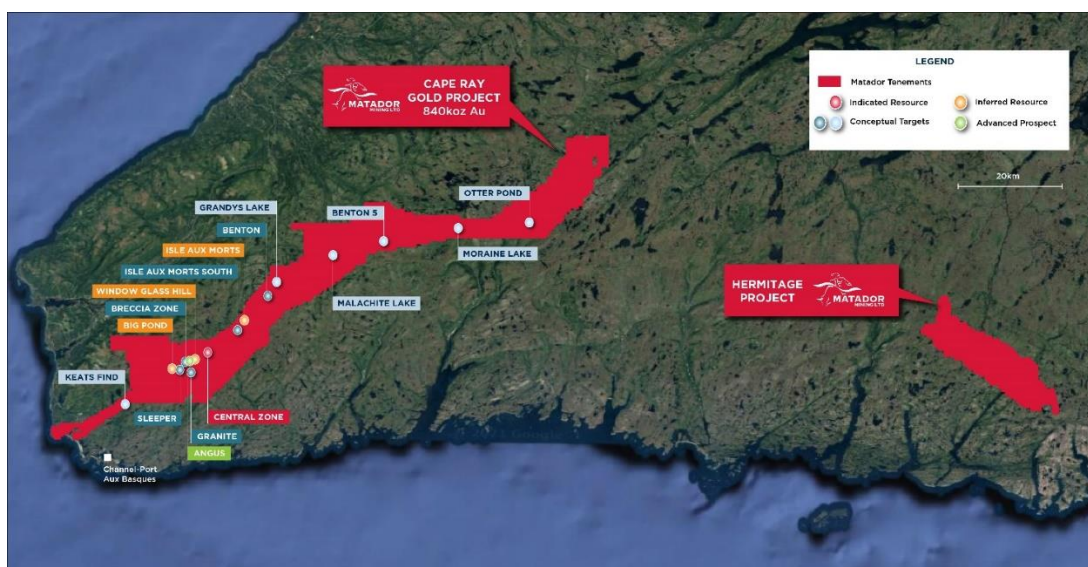 LEGEND
Matador Tenements
Indicated Resource
Inferred Resource
Conceptual Targets
Advanced Prospect
20km
MATADOR
MINING LTD
CAPE RAY
GOLD PROJECT
840koz Au
OTTER POND
GRANDYS LAKE
BENTON 5
BENTON
ISLE AUX MORTS
MORAINE LAKE
ISLE AUX MORTS SOUTH
HERMITAGE
PROJECT
MATADOR
MINING LTD
WINDOW GLASS HILL
MALACHITE LAKE
BRECCIA ZONE
BIG POND
KEATS FIND
SLEEPER
CENTRAL ZONE
GRANITE
ANGUS
Channel-Port
Aux Basques